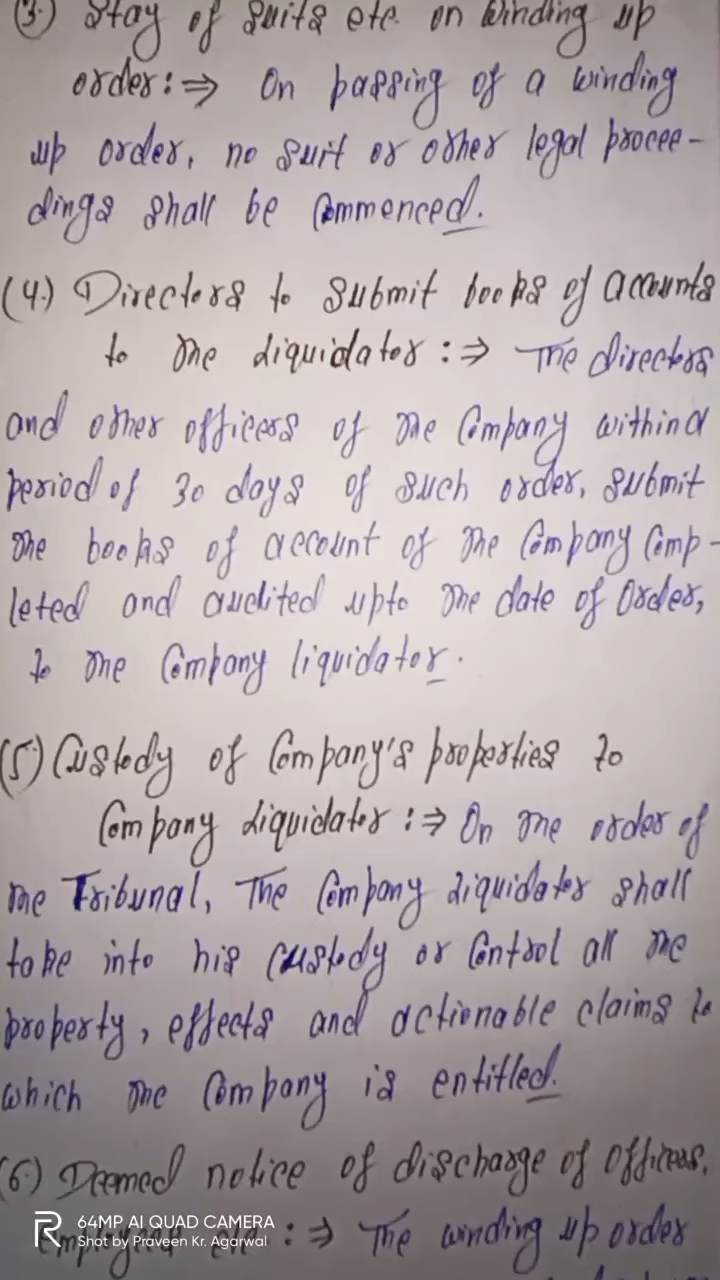 (3.) Stay of suits etc. on winding up
order :⇒ On passing of a winding
up order, no suit or other legal procee-
dings shall be Commenced.
(4.) Directors to submit books of accounts
to the Liquidator :⇒ The directors
and other officers of the Company within a
period of 30 days of such order, submit
the books of account of the Company Comp-
leted and audited upto the date of Order,
to the Company liquidator.
(5.) Custody of Company's properties to
Company Liquidator :⇒ On the order of
the Tribunal, The Company Liquidator shall
take into his custody or Control all the
property, effects and actionable claims to
which the Company is entitled.
(6.) Deemed notice of discharge of Officers,
employees etc :⇒ The winding up order
64MP AI QUAD CAMERA
Shot by Praveen Kr. Agarwal